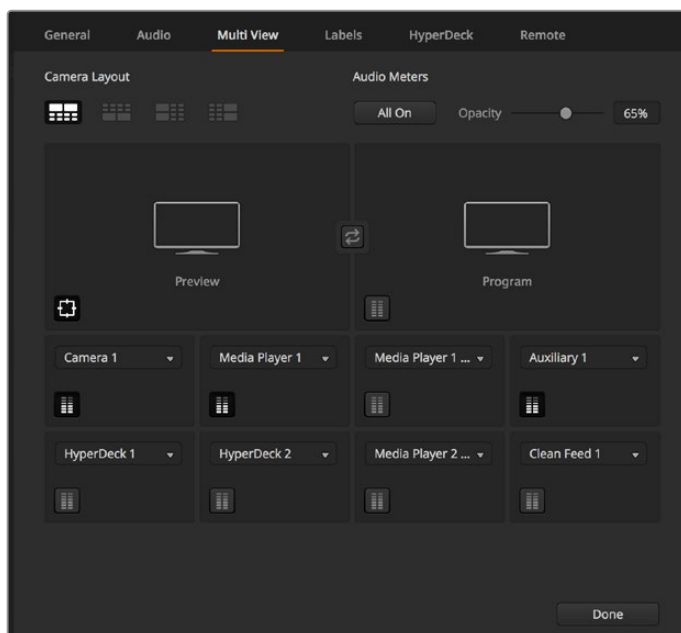 General Audio Multi View Labels HyperDeck Remote
Camera Layout Audio Meters
All On Opacity 65%
Preview Program
Camera 1 Media Player 1 Media Player 1 ... Auxiliary 1
HyperDeck 1 HyperDeck 2 Media Player 2 ... Clean Feed 1
Done